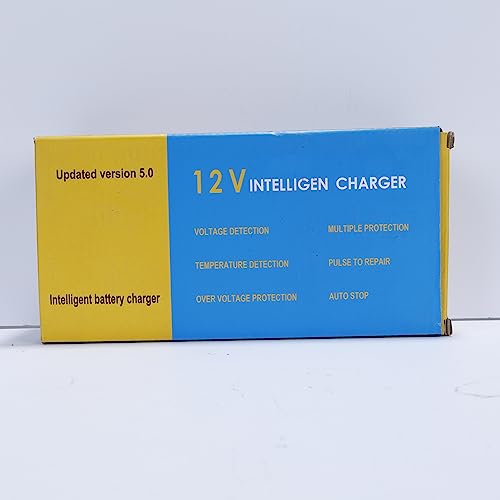 Updated version 5.0
12V INTELLIGEN CHARGER
VOLTAGE DETECTION
MULTIPLE PROTECTION
TEMPERATURE DETECTION
PULSE TO REPAIR
OVER VOLTAGE PROTECTION
AUTO STOP
Intelligent battery charger